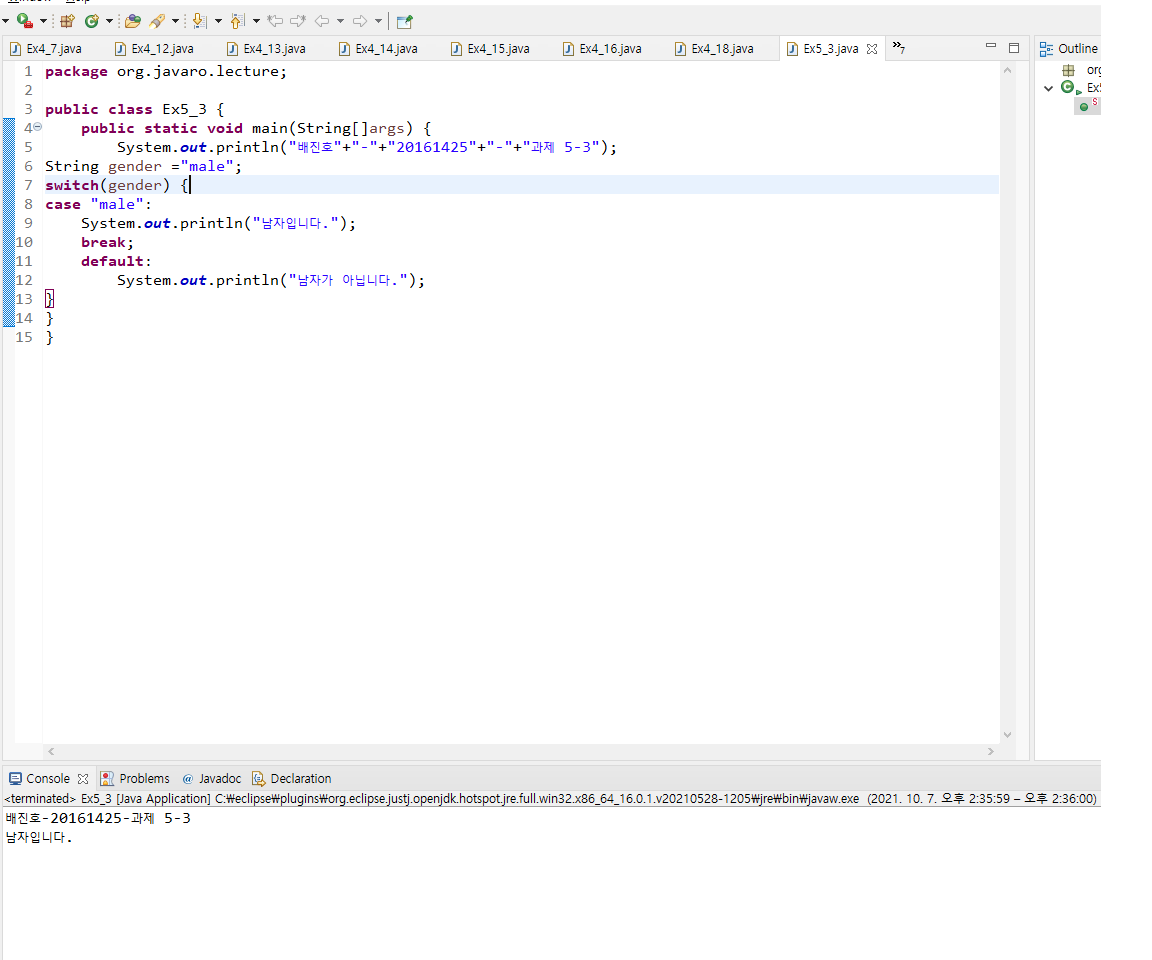 Ex4_7.java Ex4_12.java Ex4_13.java Ex4_14.java Ex4_15.java Ex4_16.java Ex4_18.java Ex5_3.java »7 Outline
1 package org.javaro.lecture;
2
3 public class Ex5_3 {
4 public static void main(String[]args) {
5 System.out.println("배진호"+"-"+"20161425"+"-"+"과제 5-3");
6 String gender ="male";
7 switch(gender) {
8 case "male":
9 System.out.println("남자입니다.");
10 break;
11 default:
12 System.out.println("남자가 아닙니다.");
13 }
14 }
15 }
org
Ex5
S
Console Problems @ Javadoc Declaration
<terminated> Ex5_3 [Java Application] C:₩eclipse₩plugins₩org.eclipse.justj.openjdk.hotspot.jre.full.win32.x86_64_16.0.1.v20210528-1205₩jre₩bin₩javaw.exe (2021. 10. 7. 오후 2:35:59 – 오후 2:36:00)
배진호-20161425-과제 5-3
남자입니다.